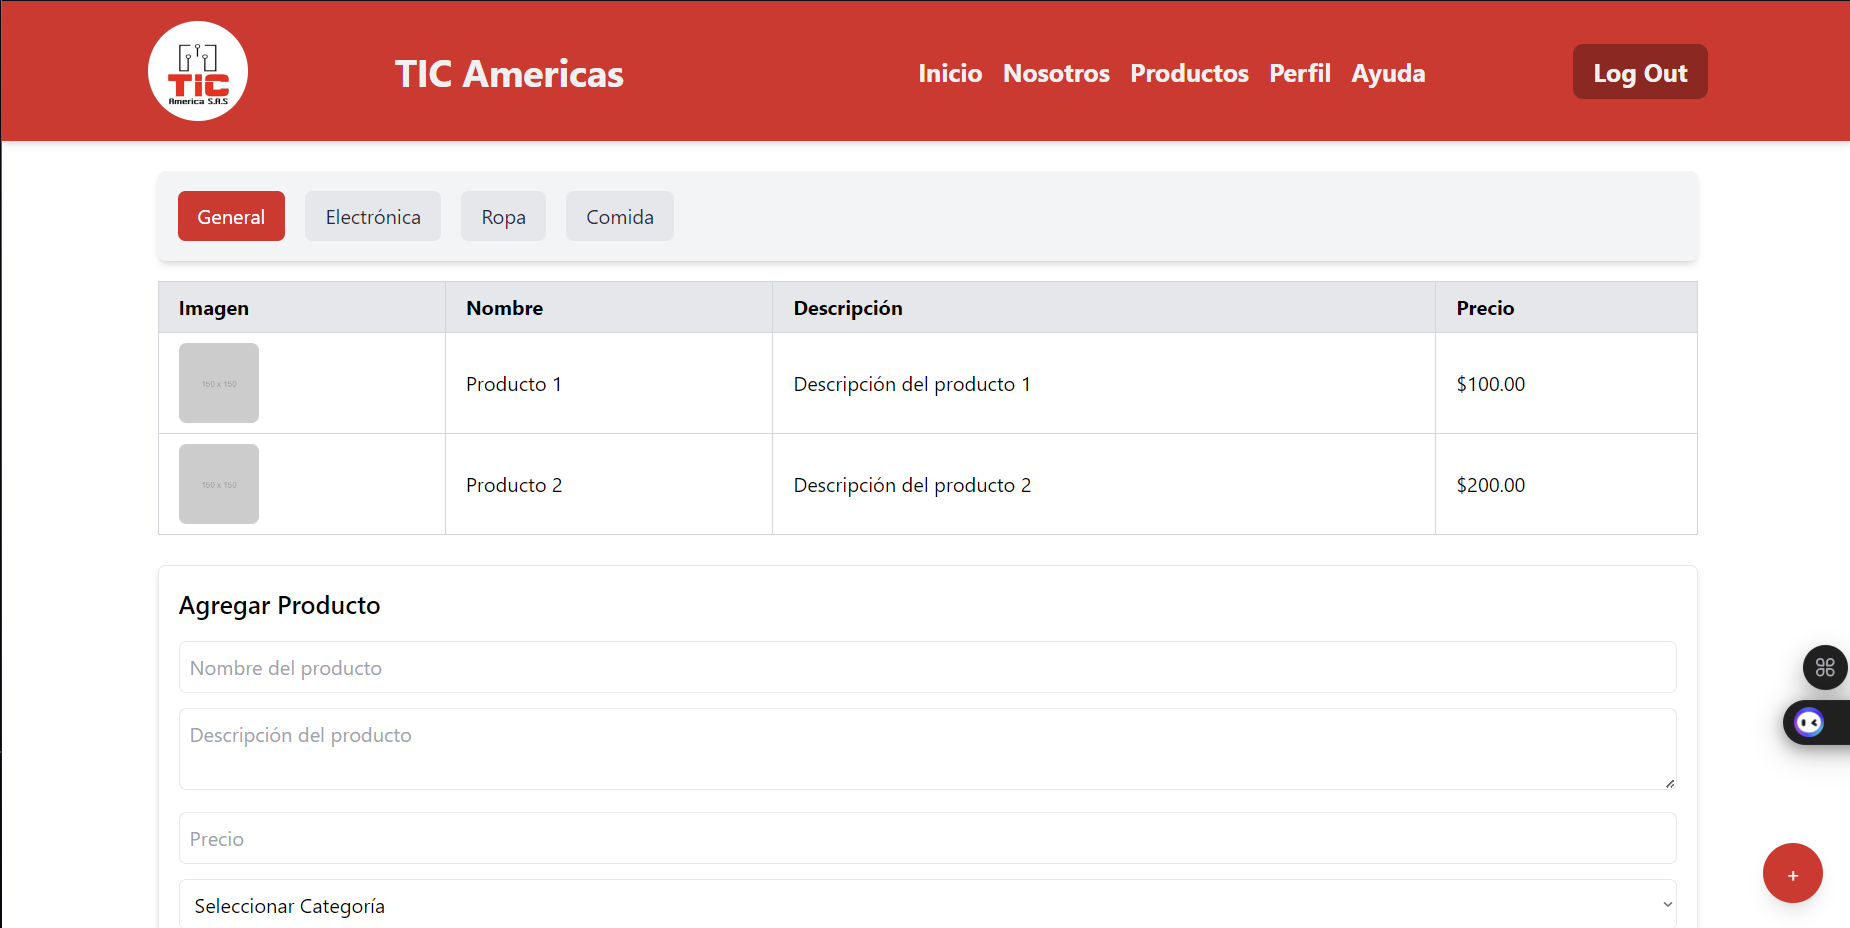 TIC
America S.A.S
TIC Americas
Inicio Nosotros Productos Perfil Ayuda
Log Out
General Electrónica Ropa Comida
Imagen Nombre Descripción Precio
150 x 150
Producto 1 Descripción del producto 1 $100.00
150 x 150
Producto 2 Descripción del producto 2 $200.00
Agregar Producto
Nombre del producto
Descripción del producto
Precio
+
Seleccionar Categoría